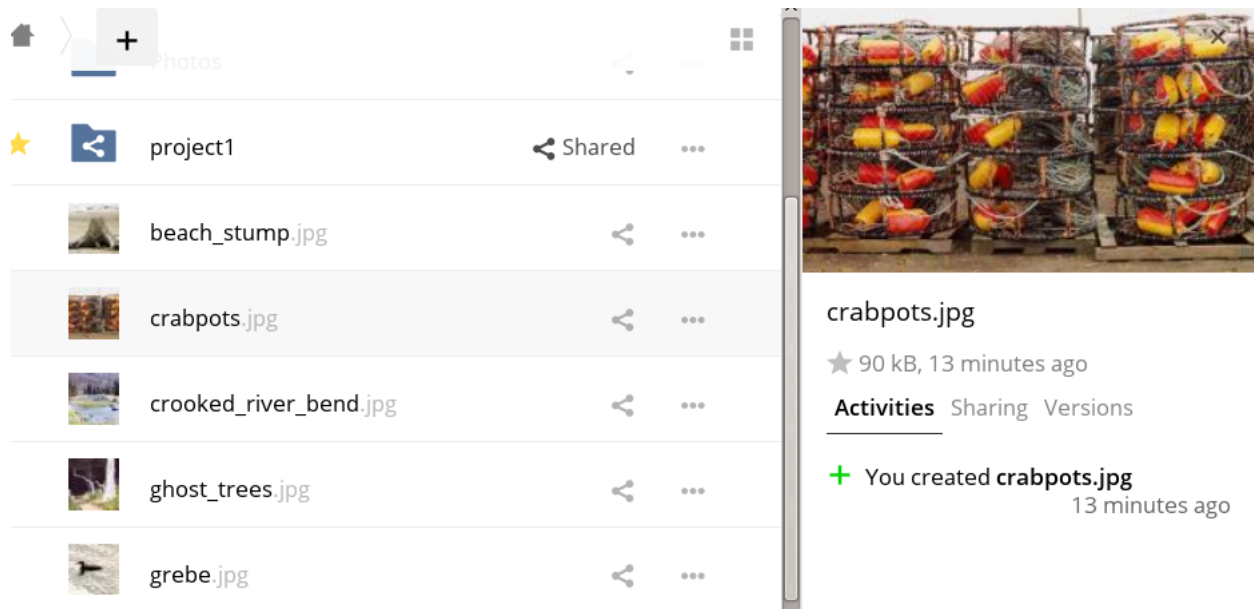 +
Photos
project1 Shared
beach_stump.jpg
crabpots.jpg
crooked_river_bend.jpg
ghost_trees.jpg
grebe.jpg
crabpots.jpg
90 kB, 13 minutes ago
Activities Sharing Versions
You created crabpots.jpg
13 minutes ago